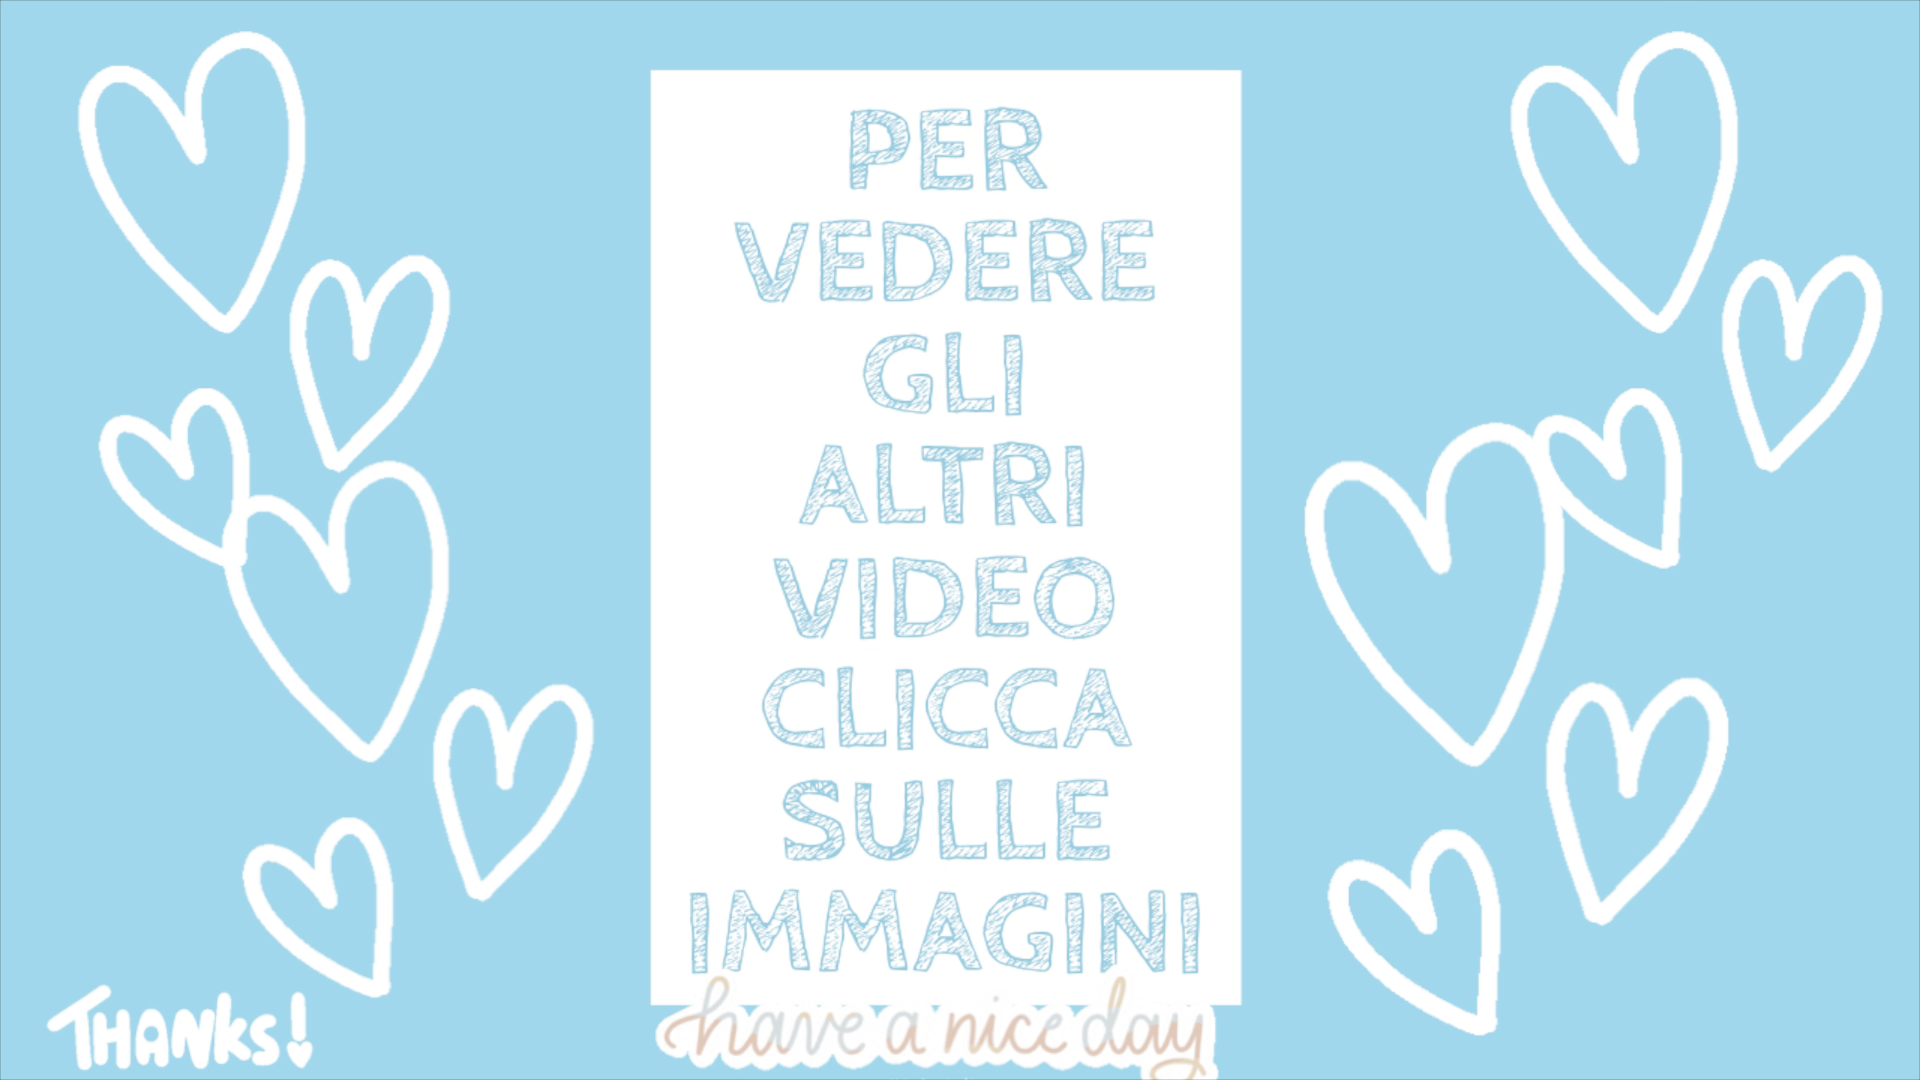 PER
VEDERE
GLI
ALTRI
VIDEO
CLICCA
SULLE
IMMAGINI
have a nice day
THANKS!